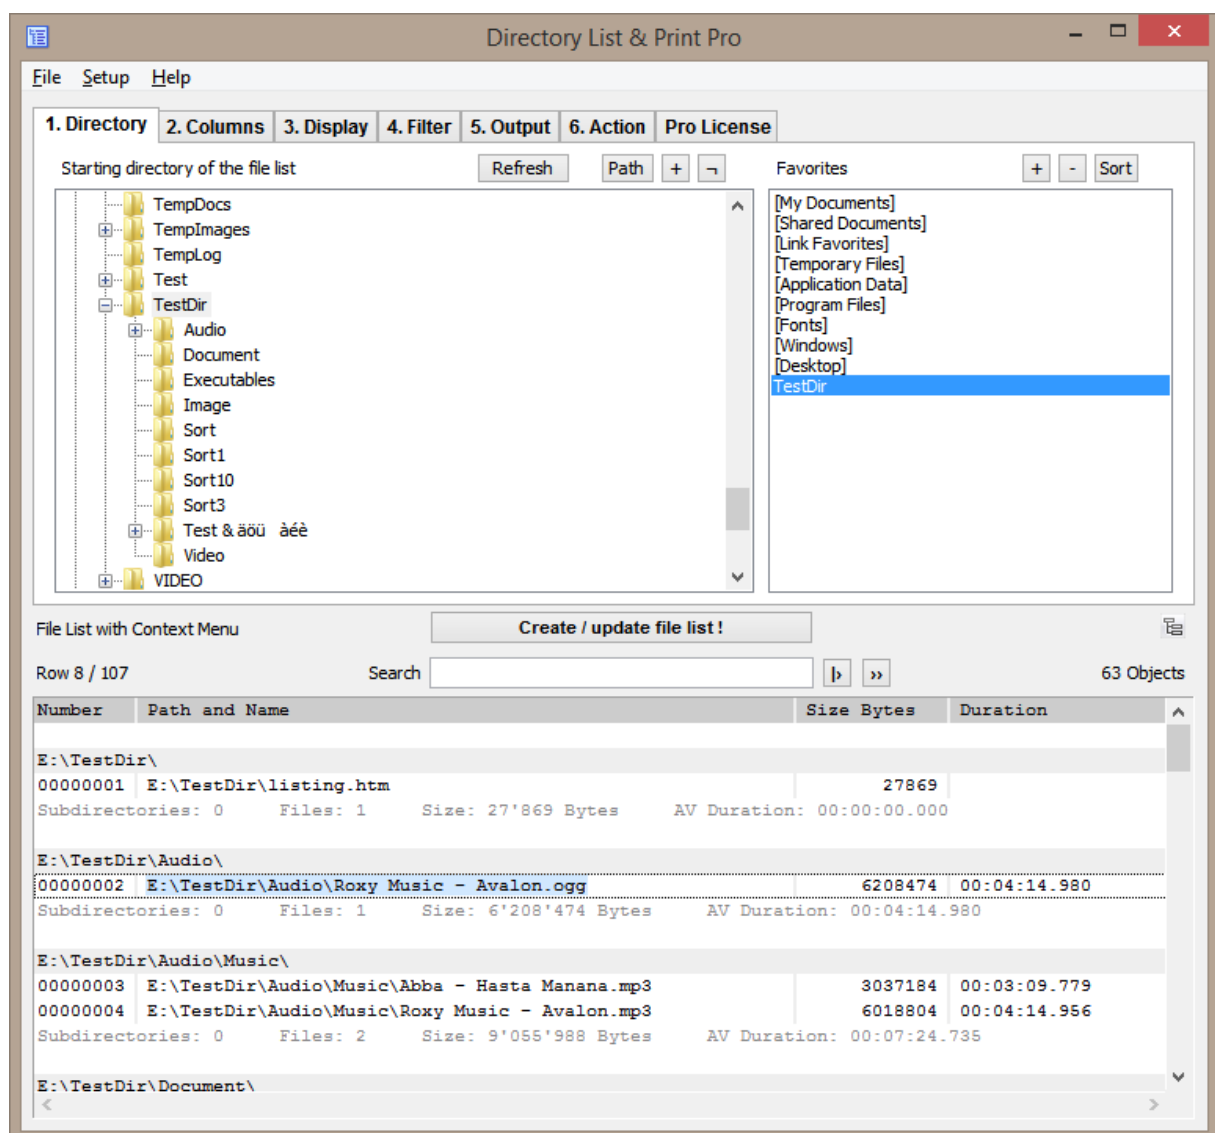 Directory List & Print Pro
File Setup Help
1. Directory 2. Columns 3. Display 4. Filter 5. Output 6. Action Pro License
Starting directory of the file list Refresh Path + ¬ Favorites + - Sort
TempDocs
TempImages
TempLog
Test
TestDir
Audio
Document
Executables
Image
Sort
Sort1
Sort10
Sort3
Test & äöü àéè
Video
VIDEO
[My Documents]
[Shared Documents]
[Link Favorites]
[Temporary Files]
[Application Data]
[Program Files]
[Fonts]
[Windows]
[Desktop]
TestDir
File List with Context Menu Create / update file list !
Row 8 / 107 Search 63 Objects
Number Path and Name Size Bytes Duration
E:\TestDir\
00000001 E:\TestDir\listing.htm 27869
Subdirectories: 0 Files: 1 Size: 27'869 Bytes AV Duration: 00:00:00.000
E:\TestDir\Audio\
00000002 E:\TestDir\Audio\Roxy Music - Avalon.ogg 6208474 00:04:14.980
Subdirectories: 0 Files: 1 Size: 6'208'474 Bytes AV Duration: 00:04:14.980
E:\TestDir\Audio\Music\
00000003 E:\TestDir\Audio\Music\Abba - Hasta Manana.mp3 3037184 00:03:09.779
00000004 E:\TestDir\Audio\Music\Roxy Music - Avalon.mp3 6018804 00:04:14.956
Subdirectories: 0 Files: 2 Size: 9'055'988 Bytes AV Duration: 00:07:24.735
E:\TestDir\Document\